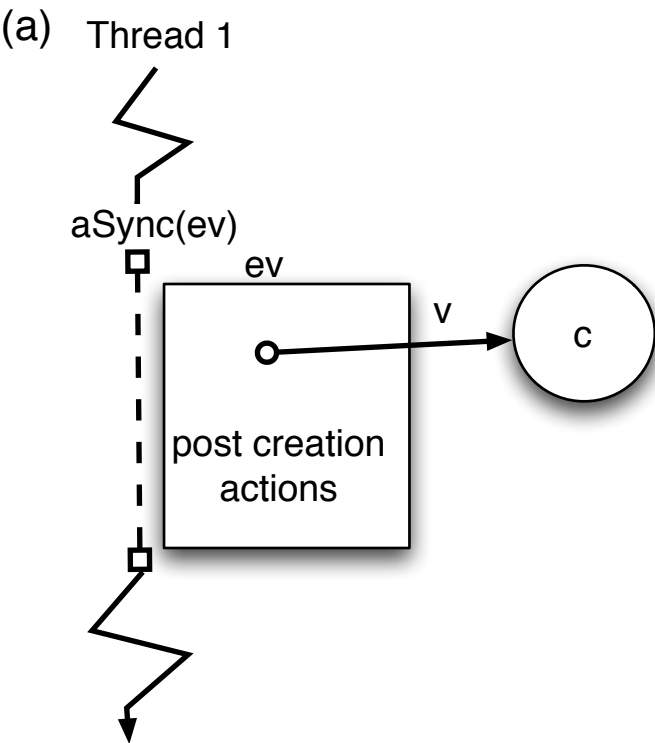 (a) Thread 1
aSync(ev)
ev
v
c
post creation
actions